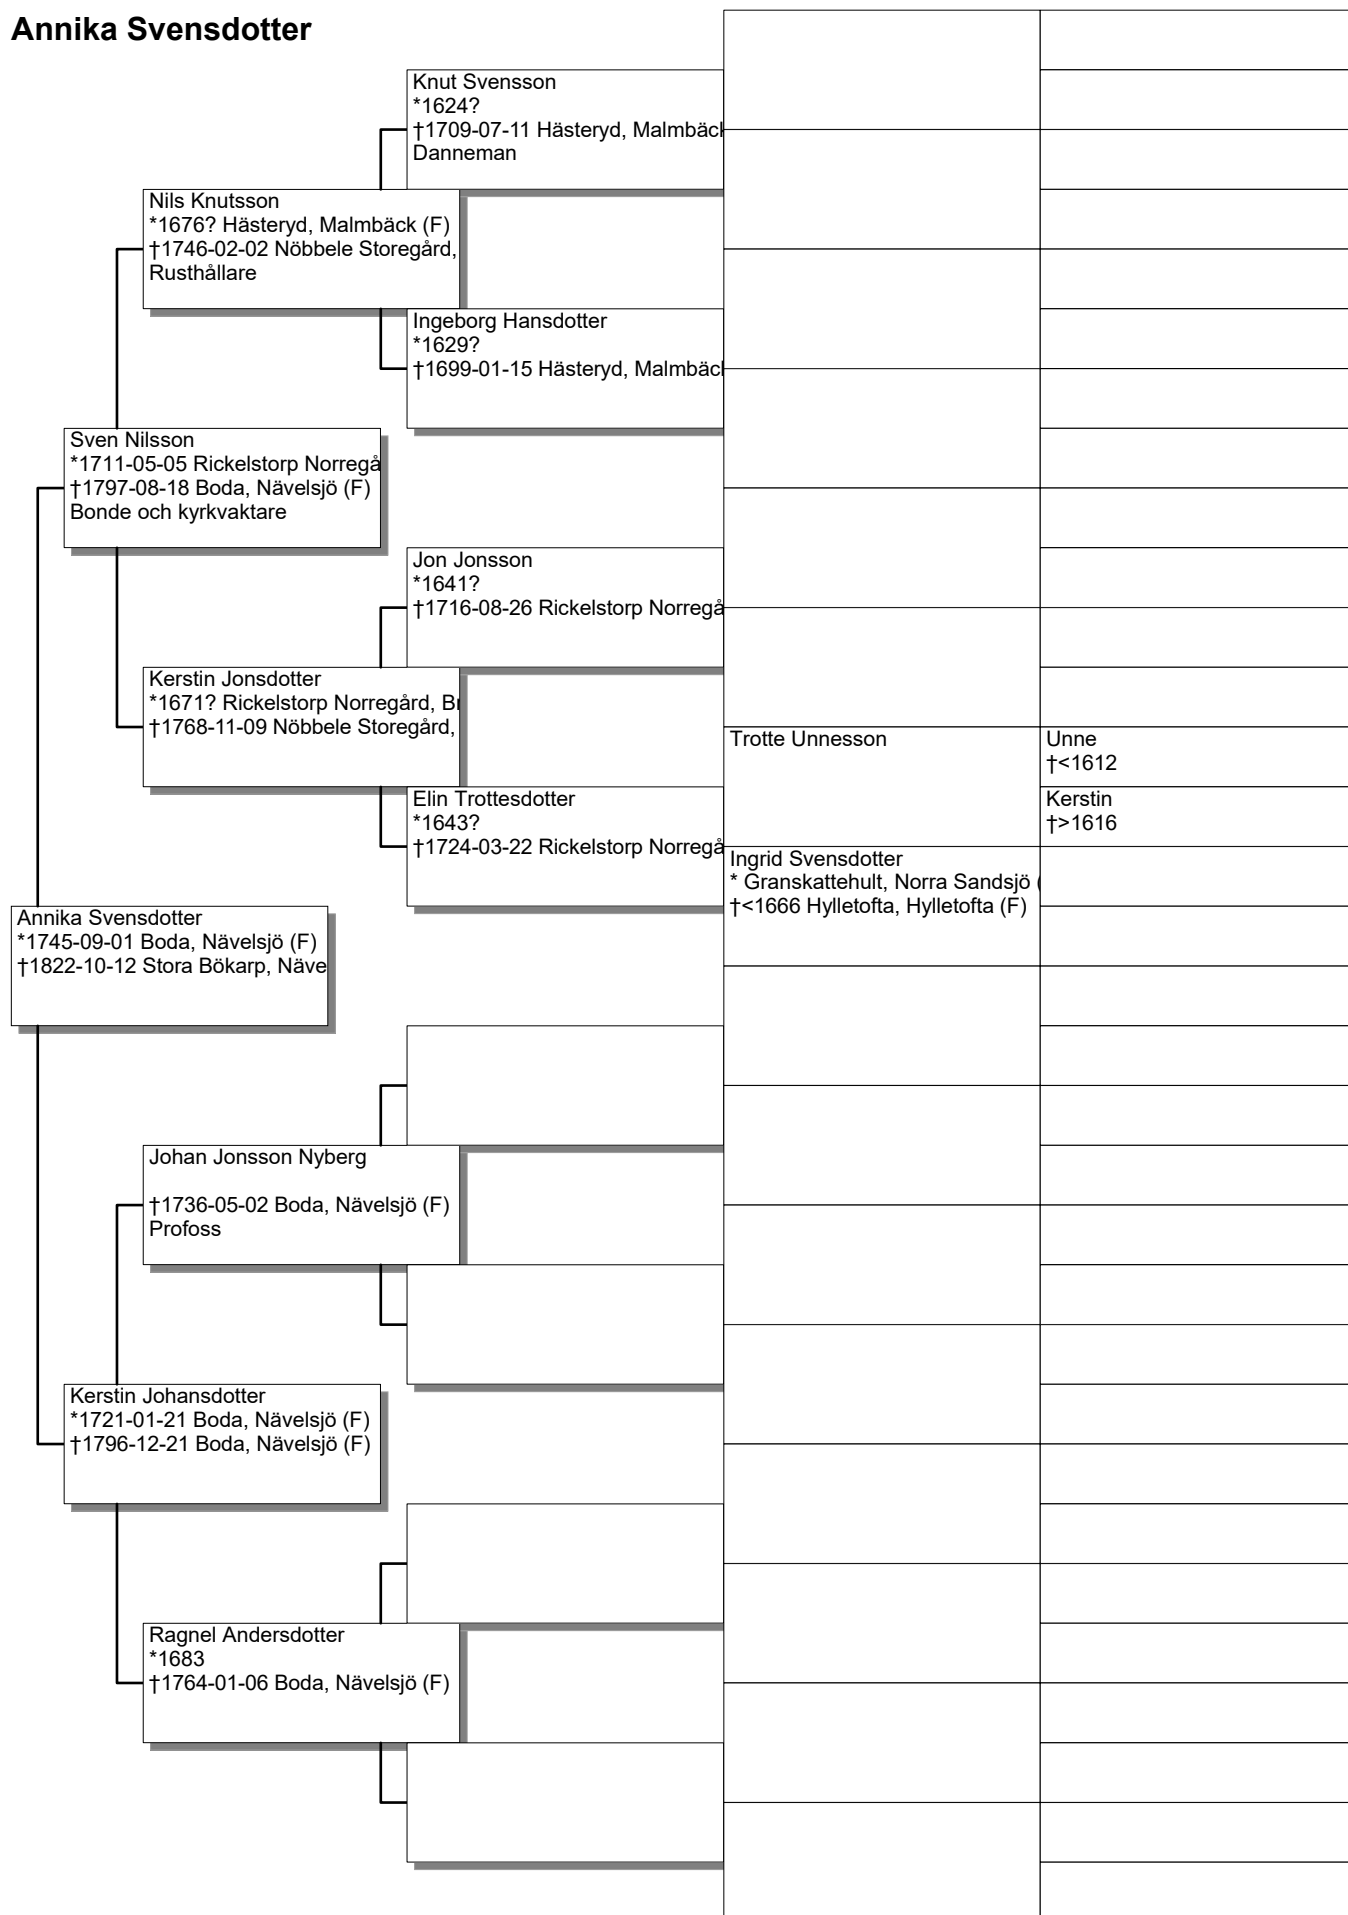 Annika Svensdotter
Knut Svensson
*1624?
†1709-07-11 Hästeryd, Malmbäck
Danneman
Nils Knutsson
*1676? Hästeryd, Malmbäck (F)
†1746-02-02 Nöbbele Storegård,
Rusthållare
Ingeborg Hansdotter
*1629?
†1699-01-15 Hästeryd, Malmbäck
Sven Nilsson
*1711-05-05 Rickelstorp Norregå
†1797-08-18 Boda, Nävelsjö (F)
Bonde och kyrkvaktare
Jon Jonsson
*1641?
†1716-08-26 Rickelstorp Norregå
Kerstin Jonsdotter
*1671? Rickelstorp Norregård, Br
†1768-11-09 Nöbbele Storegård,
Trotte Unnesson
Unne
†<1612
Elin Trottesdotter
*1643?
†1724-03-22 Rickelstorp Norregå
Kerstin
†>1616
Ingrid Svensdotter
* Granskattehult, Norra Sandsjö (
†<1666 Hylletofta, Hylletofta (F)
Annika Svensdotter
*1745-09-01 Boda, Nävelsjö (F)
†1822-10-12 Stora Bökarp, Näve
Johan Jonsson Nyberg
†1736-05-02 Boda, Nävelsjö (F)
Profoss
Kerstin Johansdotter
*1721-01-21 Boda, Nävelsjö (F)
†1796-12-21 Boda, Nävelsjö (F)
Ragnel Andersdotter
*1683
†1764-01-06 Boda, Nävelsjö (F)